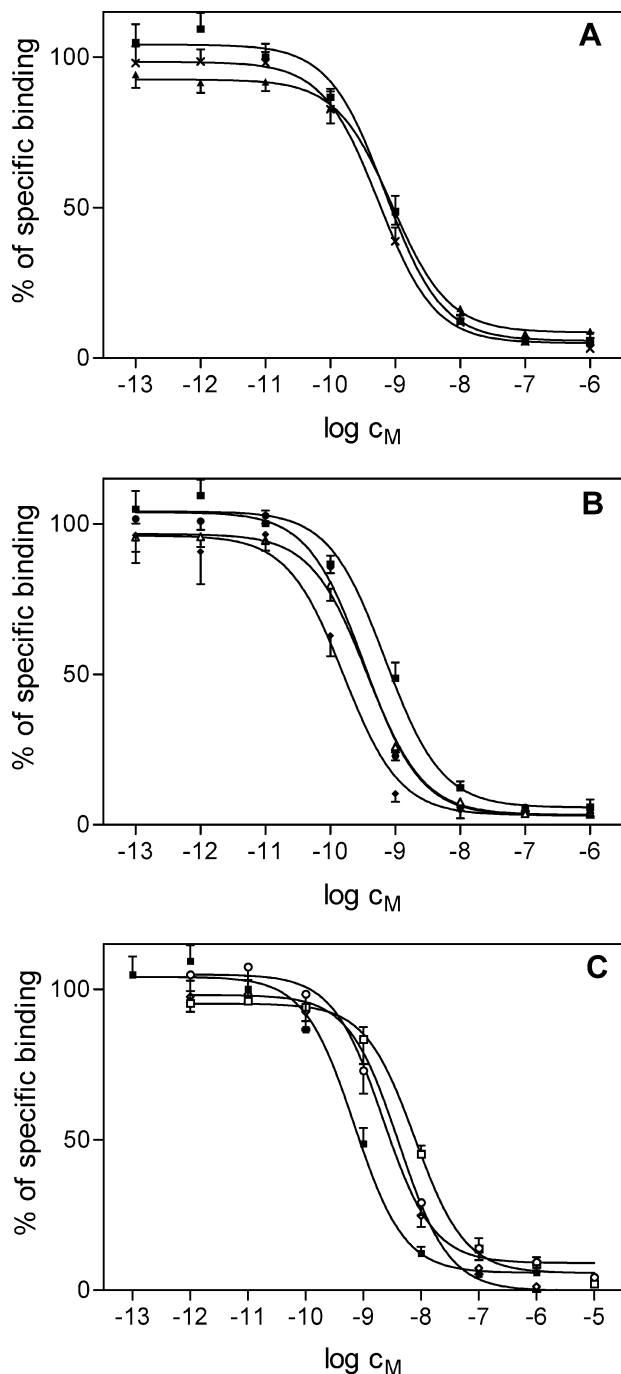 A
% of specific binding
100
50
0
-13 -12 -11 -10 -9 -8 -7 -6
log cM
B
% of specific binding
100
50
0
-13 -12 -11 -10 -9 -8 -7 -6
log cM
C
% of specific binding
100
50
0
-13 -12 -11 -10 -9 -8 -7 -6 -5
log cM